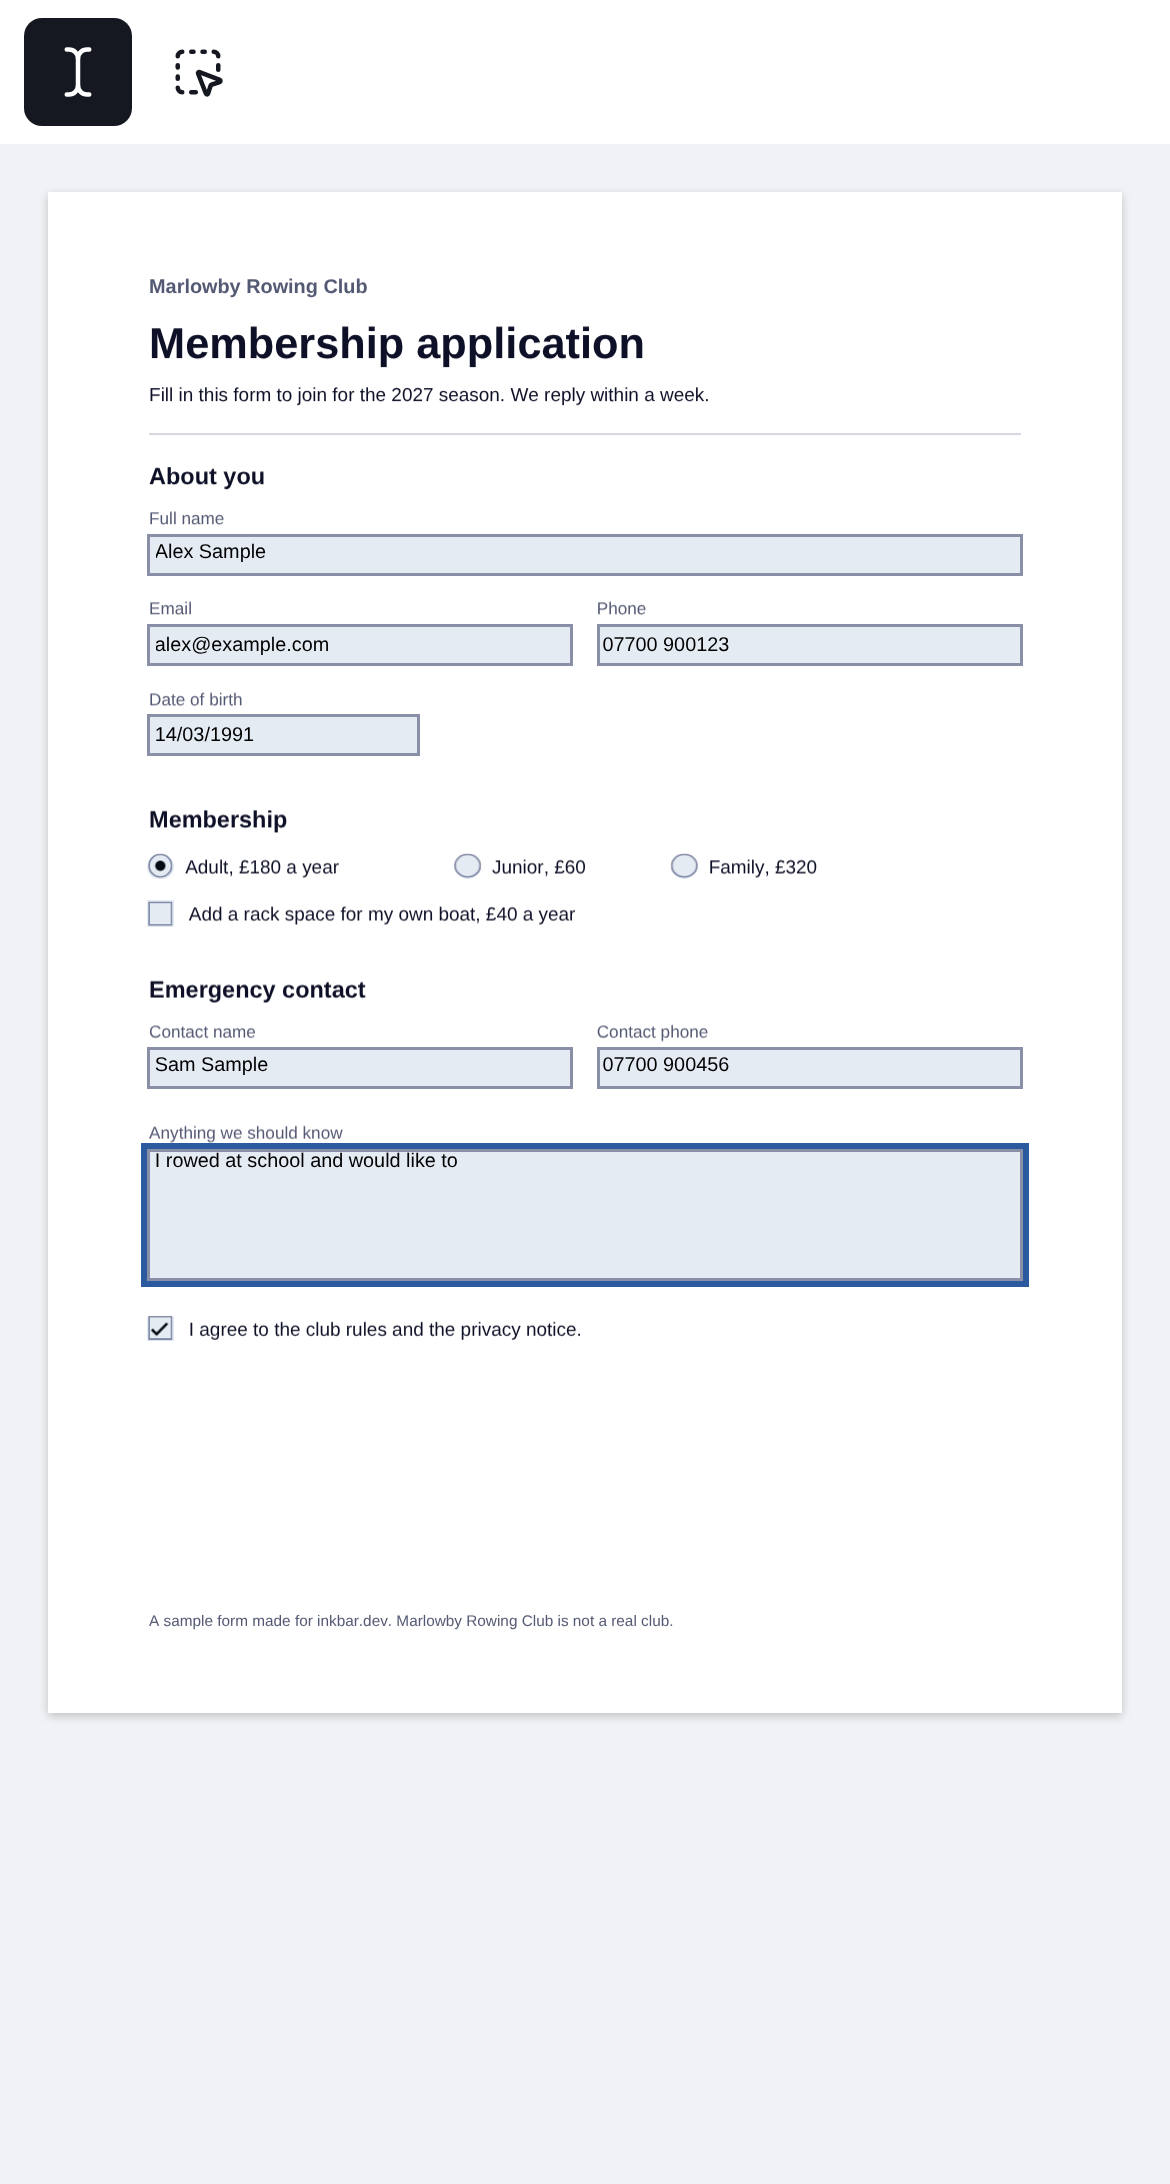 Marlowby Rowing Club
Membership application
Fill in this form to join for the 2027 season. We reply within a week.
About you
Full name
Alex Sample
Email Phone
alex@example.com 07700 900123
Date of birth
14/03/1991
Membership
Adult, £180 a year Junior, £60 Family, £320
Add a rack space for my own boat, £40 a year
Emergency contact
Contact name Contact phone
Sam Sample 07700 900456
Anything we should know
I rowed at school and would like to
I agree to the club rules and the privacy notice.
A sample form made for inkbar.dev. Marlowby Rowing Club is not a real club.